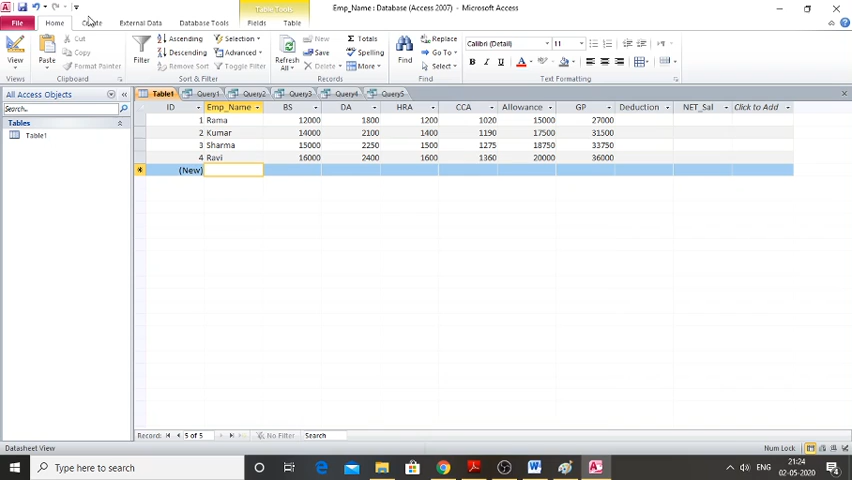 Table Tools
Emp_Name : Database (Access 2007) - Microsoft Access
File Home Create External Data Database Tools Fields Table
View Paste Cut Copy Format Painter Filter Ascending Descending Remove Sort Selection Advanced Toggle Filter Refresh All New Save Delete Totals Spelling More Find Replace Go To Select Calibri (Detail) 11 B I U A
Views Clipboard Sort & Filter Records Find Text Formatting
All Access Objects Table1 Query1 Query2 Query3 Query4 Query5
Search...
Tables
Table1
ID Emp_Name BS DA HRA CCA Allowance GP Deduction NET_Sal Click to Add
1 Rama 12000 1800 1200 1020 15000 27000
2 Kumar 14000 2100 1400 1190 17500 31500
3 Sharma 15000 2250 1500 1275 18750 33750
4 Ravi 16000 2400 1600 1360 20000 36000
(New)
Record: 5 of 5 No Filter Search
Datasheet View Num Lock
Type here to search
ENG
21:24
02-05-2020
4